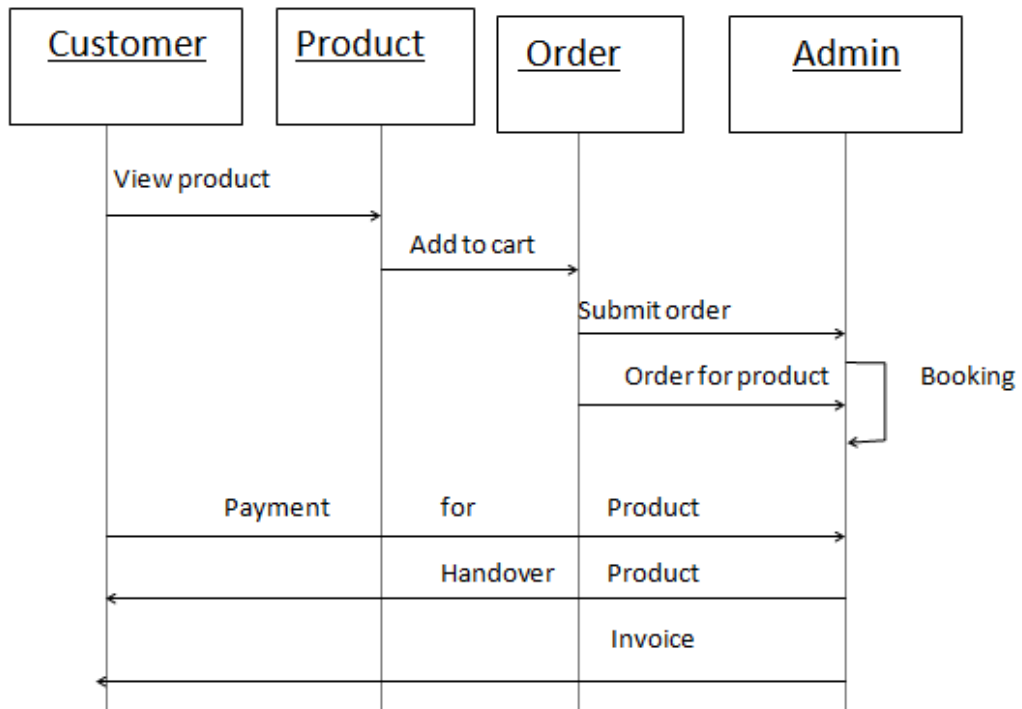 Customer
Product
Order
Admin
View product
Add to cart
Submit order
Order for product
Booking
Payment for Product
Handover Product
Invoice